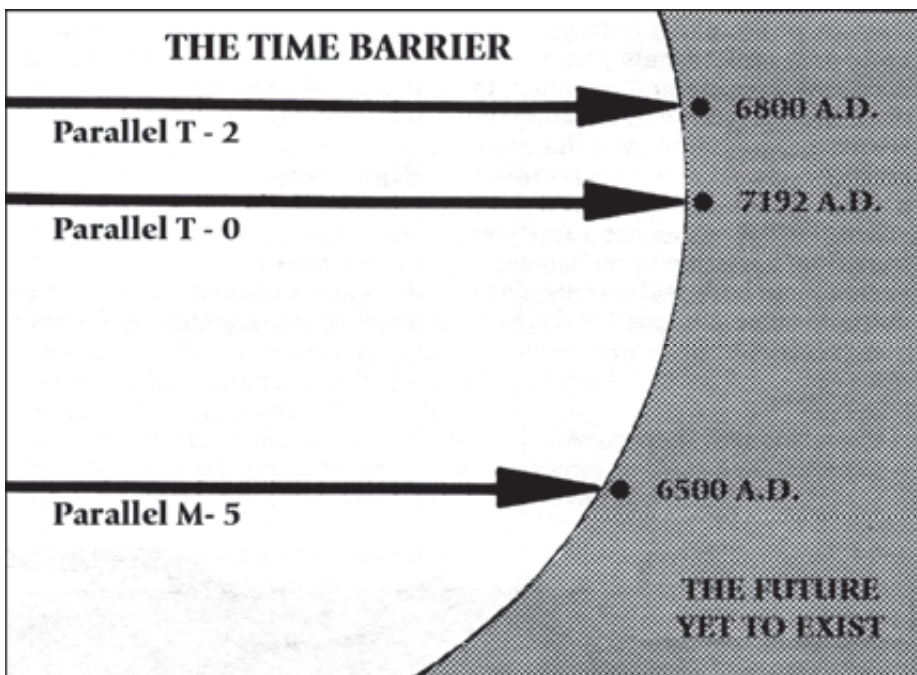 THE TIME BARRIER
6800 A.D.
Parallel T - 2
7192 A.D.
Parallel T - 0
6500 A.D.
Parallel M- 5
THE FUTURE
YET TO EXIST